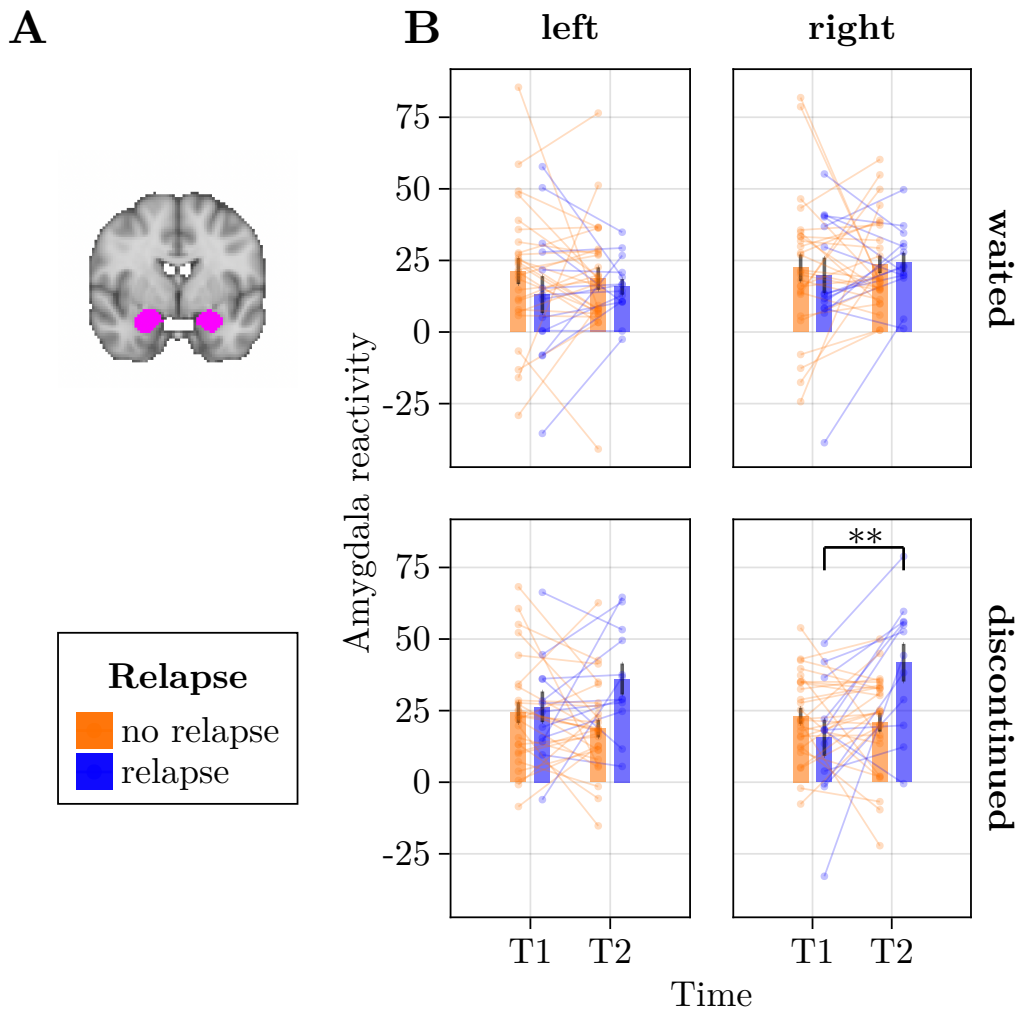 A
B
left
right
75
50
25
0
-25
waited
Amygdala reactivity
**
75
50
25
0
-25
discontinued
Relapse
no relapse
relapse
T1
T2
T1
T2
Time